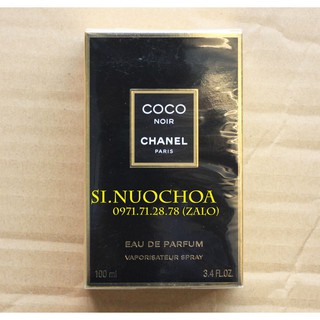 COCO
NOIR
CHANEL
PARIS
SI.NUOCHOA
0971.71.28.78 (ZALO)
EAU DE PARFUM
VAPORISATEUR SPRAY
100 ml
3.4 FL.OZ.